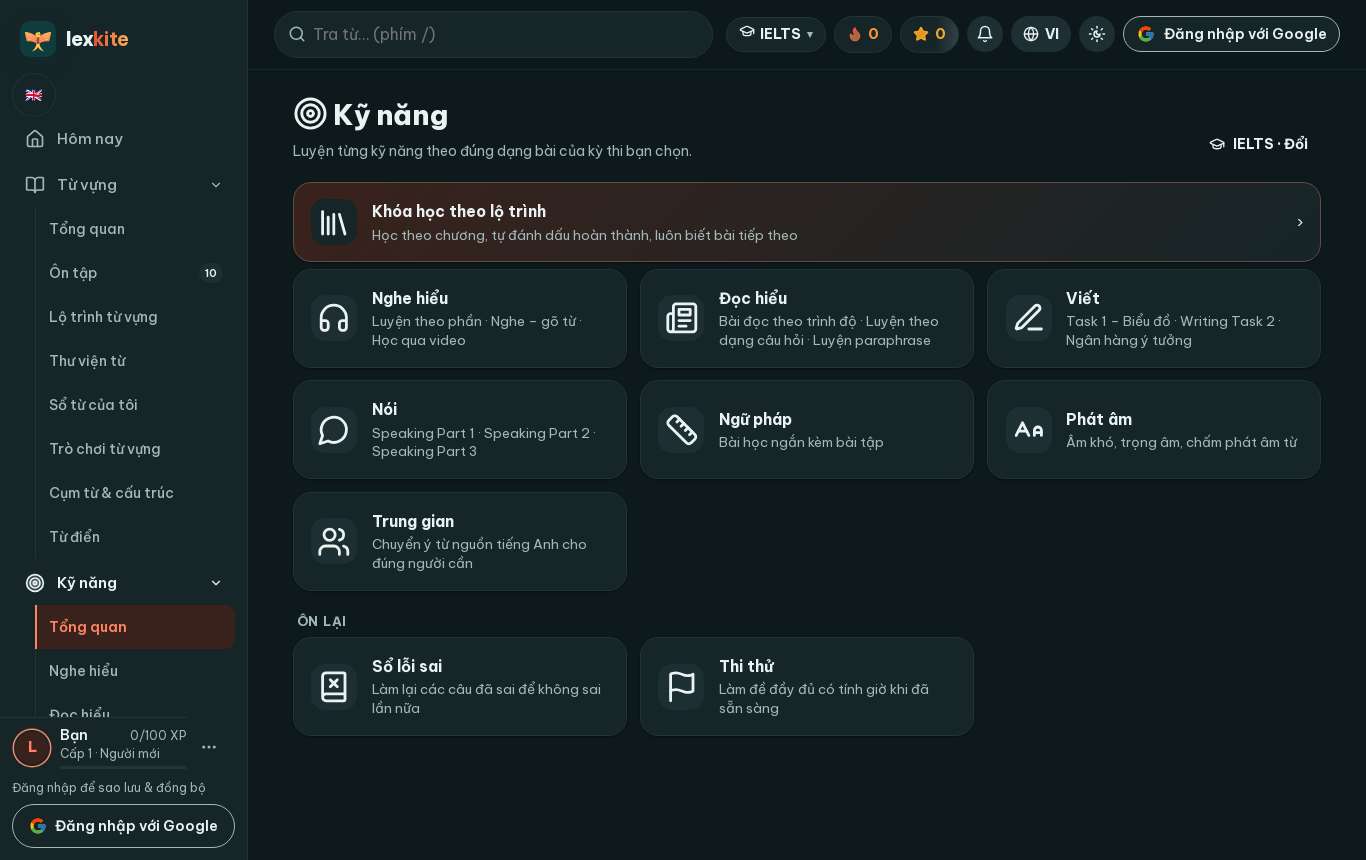 lexkite
Tra từ... (phím /)
IELTS ▾
0
0
VI
Đăng nhập với Google
Hôm nay
Từ vựng
Tổng quan
Ôn tập
10
Lộ trình từ vựng
Thư viện từ
Sổ từ của tôi
Trò chơi từ vựng
Cụm từ & cấu trúc
Từ điển
Kỹ năng
Tổng quan
Nghe hiểu
Đọc hiểu
L
Bạn
0/100 XP
Cấp 1 · Người mới
Đăng nhập để sao lưu & đồng bộ
Đăng nhập với Google
Kỹ năng
Luyện từng kỹ năng theo đúng dạng bài của kỳ thi bạn chọn.
IELTS · Đổi
Khóa học theo lộ trình
Học theo chương, tự đánh dấu hoàn thành, luôn biết bài tiếp theo
Nghe hiểu
Luyện theo phần · Nghe – gõ từ ·
Học qua video
Đọc hiểu
Bài đọc theo trình độ · Luyện theo
dạng câu hỏi · Luyện paraphrase
Viết
Task 1 – Biểu đồ · Writing Task 2 ·
Ngân hàng ý tưởng
Nói
Speaking Part 1 · Speaking Part 2 ·
Speaking Part 3
Ngữ pháp
Bài học ngắn kèm bài tập
Phát âm
Âm khó, trọng âm, chấm phát âm từ
Trung gian
Chuyển ý từ nguồn tiếng Anh cho
đúng người cần
ÔN LẠI
Sổ lỗi sai
Làm lại các câu đã sai để không sai
lần nữa
Thi thử
Làm đề đầy đủ có tính giờ khi đã
sẵn sàng